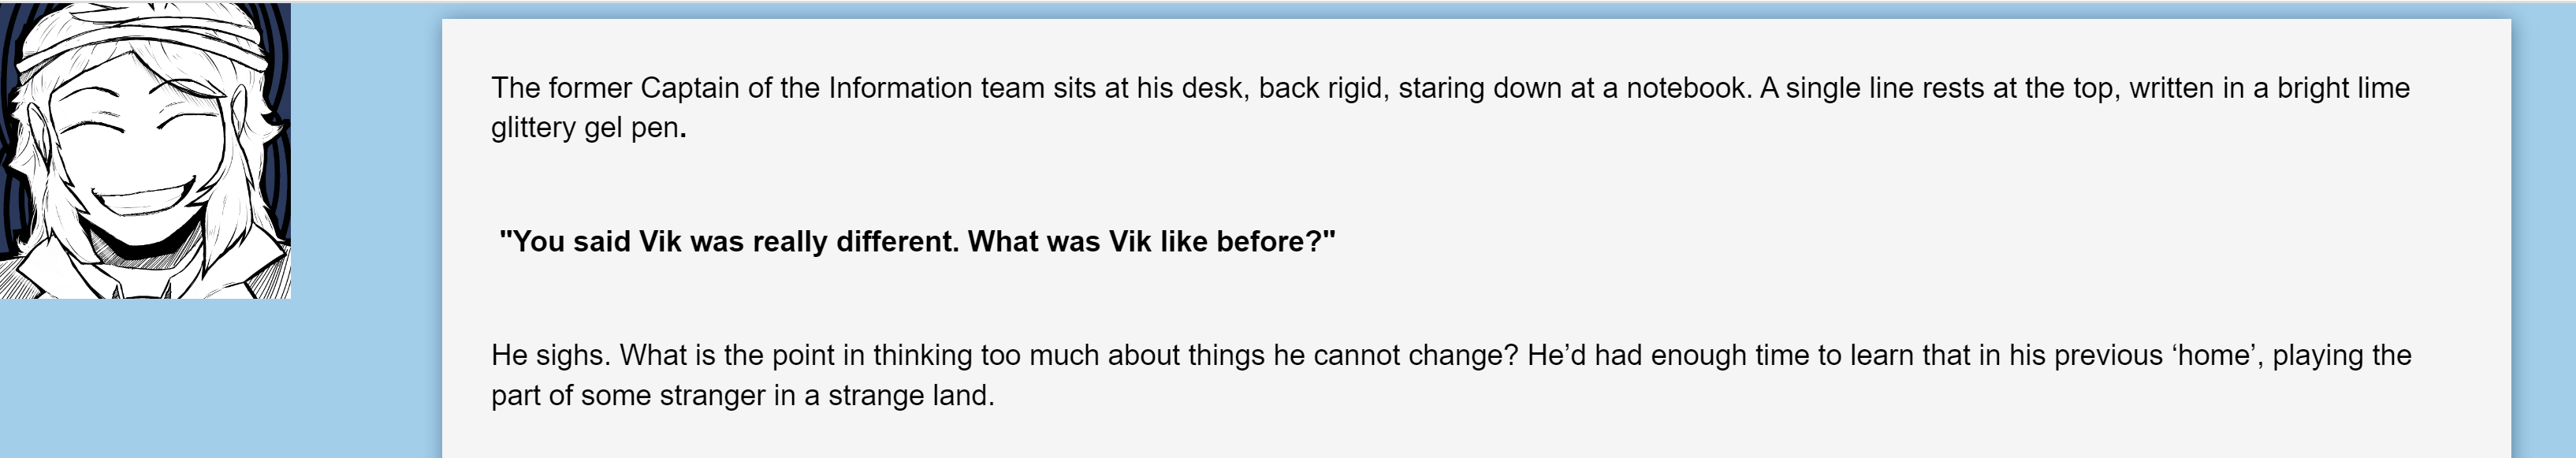 The former Captain of the Information team sits at his desk, back rigid, staring down at a notebook. A single line rests at the top, written in a bright lime
glittery gel pen.
"You said Vik was really different. What was Vik like before?"
He sighs. What is the point in thinking too much about things he cannot change? He’d had enough time to learn that in his previous ‘home’, playing the
part of some stranger in a strange land.